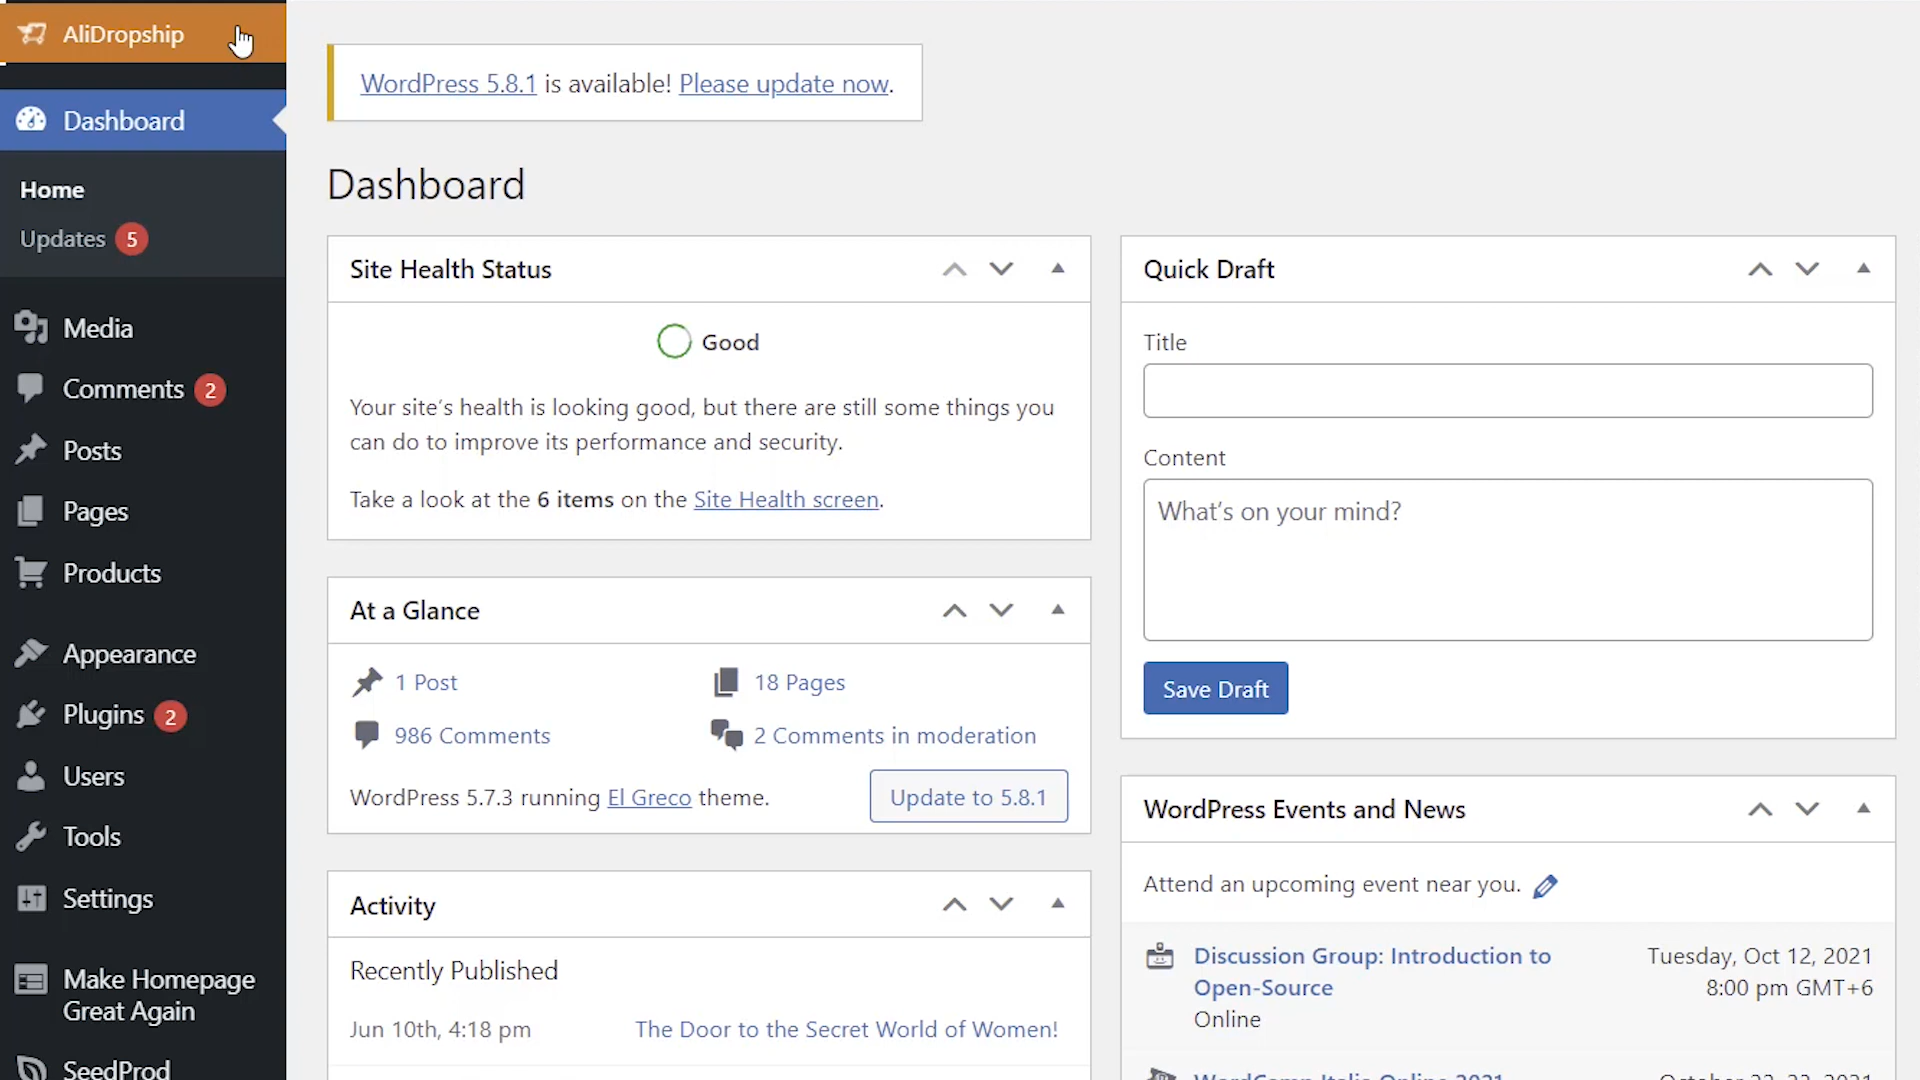 AliDropship
Dashboard
Home
Updates 5
Media
Comments 2
Posts
Pages
Products
Appearance
Plugins 2
Users
Tools
Settings
Make Homepage
Great Again
SeedProd
WordPress 5.8.1 is available! Please update now.
Dashboard
Site Health Status
Good
Your site's health is looking good, but there are still some things you
can do to improve its performance and security.
Take a look at the 6 items on the Site Health screen.
At a Glance
1 Post
18 Pages
986 Comments
2 Comments in moderation
WordPress 5.7.3 running El Greco theme.
Update to 5.8.1
Activity
Recently Published
Jun 10th, 4:18 pm
The Door to the Secret World of Women!
Quick Draft
Title
Content
What's on your mind?
Save Draft
WordPress Events and News
Attend an upcoming event near you.
Discussion Group: Introduction to
Open-Source
Online
Tuesday, Oct 12, 2021
8:00 pm GMT+6